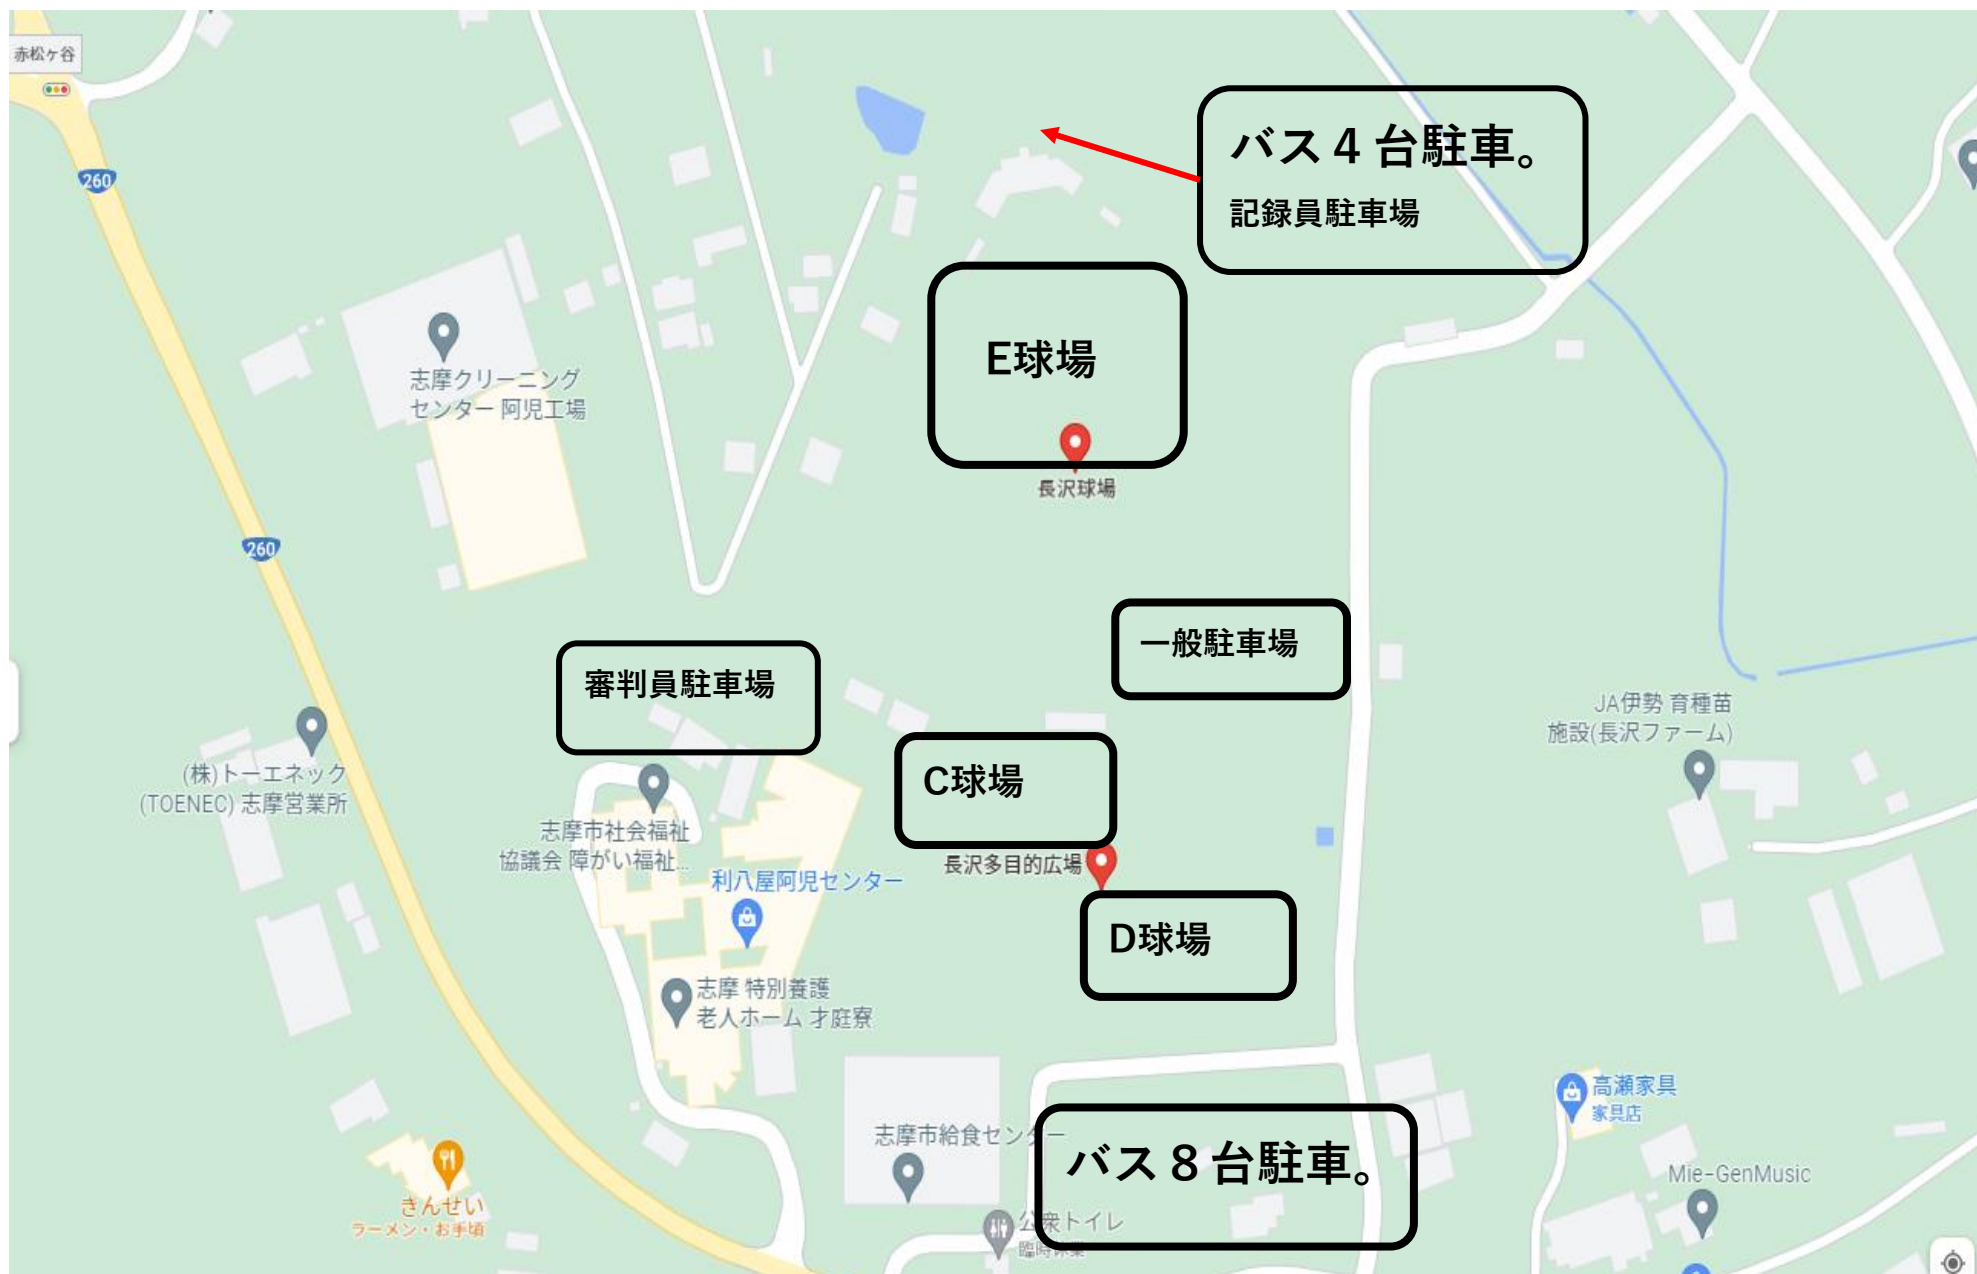 赤松ヶ谷
バス４台駐車。
260
記録員駐車場
E球場
志摩クリーニング
センター 阿児工場
長沢球場
260
一般駐車場
審判員駐車場
JA伊勢 育種苗
施設(長沢ファーム)
(株)トーエネック
(TOENEC) 志摩営業所
C球場
志摩市社会福祉
協議会 障がい福祉...
長沢多目的広場
利八屋阿児センター
D球場
志摩 特別養護
老人ホーム 才庭寮
高瀬家具
家具店
志摩市給食センター
バス８台駐車。
Mie-GenMusic
きんせい
ラーメン・お手頃
公衆トイレ
臨時休業